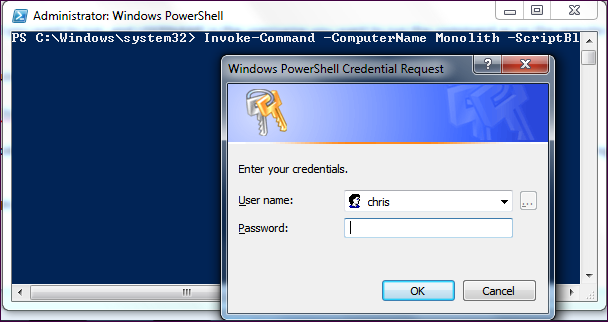 Administrator: Windows PowerShell
PS C:\Windows\system32> Invoke-Command -ComputerName Monolith -ScriptBl
Windows PowerShell Credential Request
Enter your credentials.
User name:
chris
...
Password:
OK
Cancel